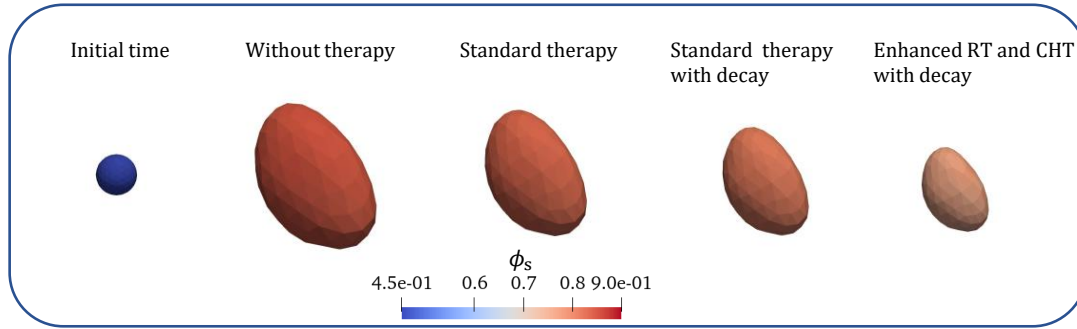 Initial time
Without therapy
Standard therapy
Standard therapy
with decay
Enhanced RT and CHT
with decay
ϕs
4.5e-01 0.6 0.7 0.8 9.0e-01